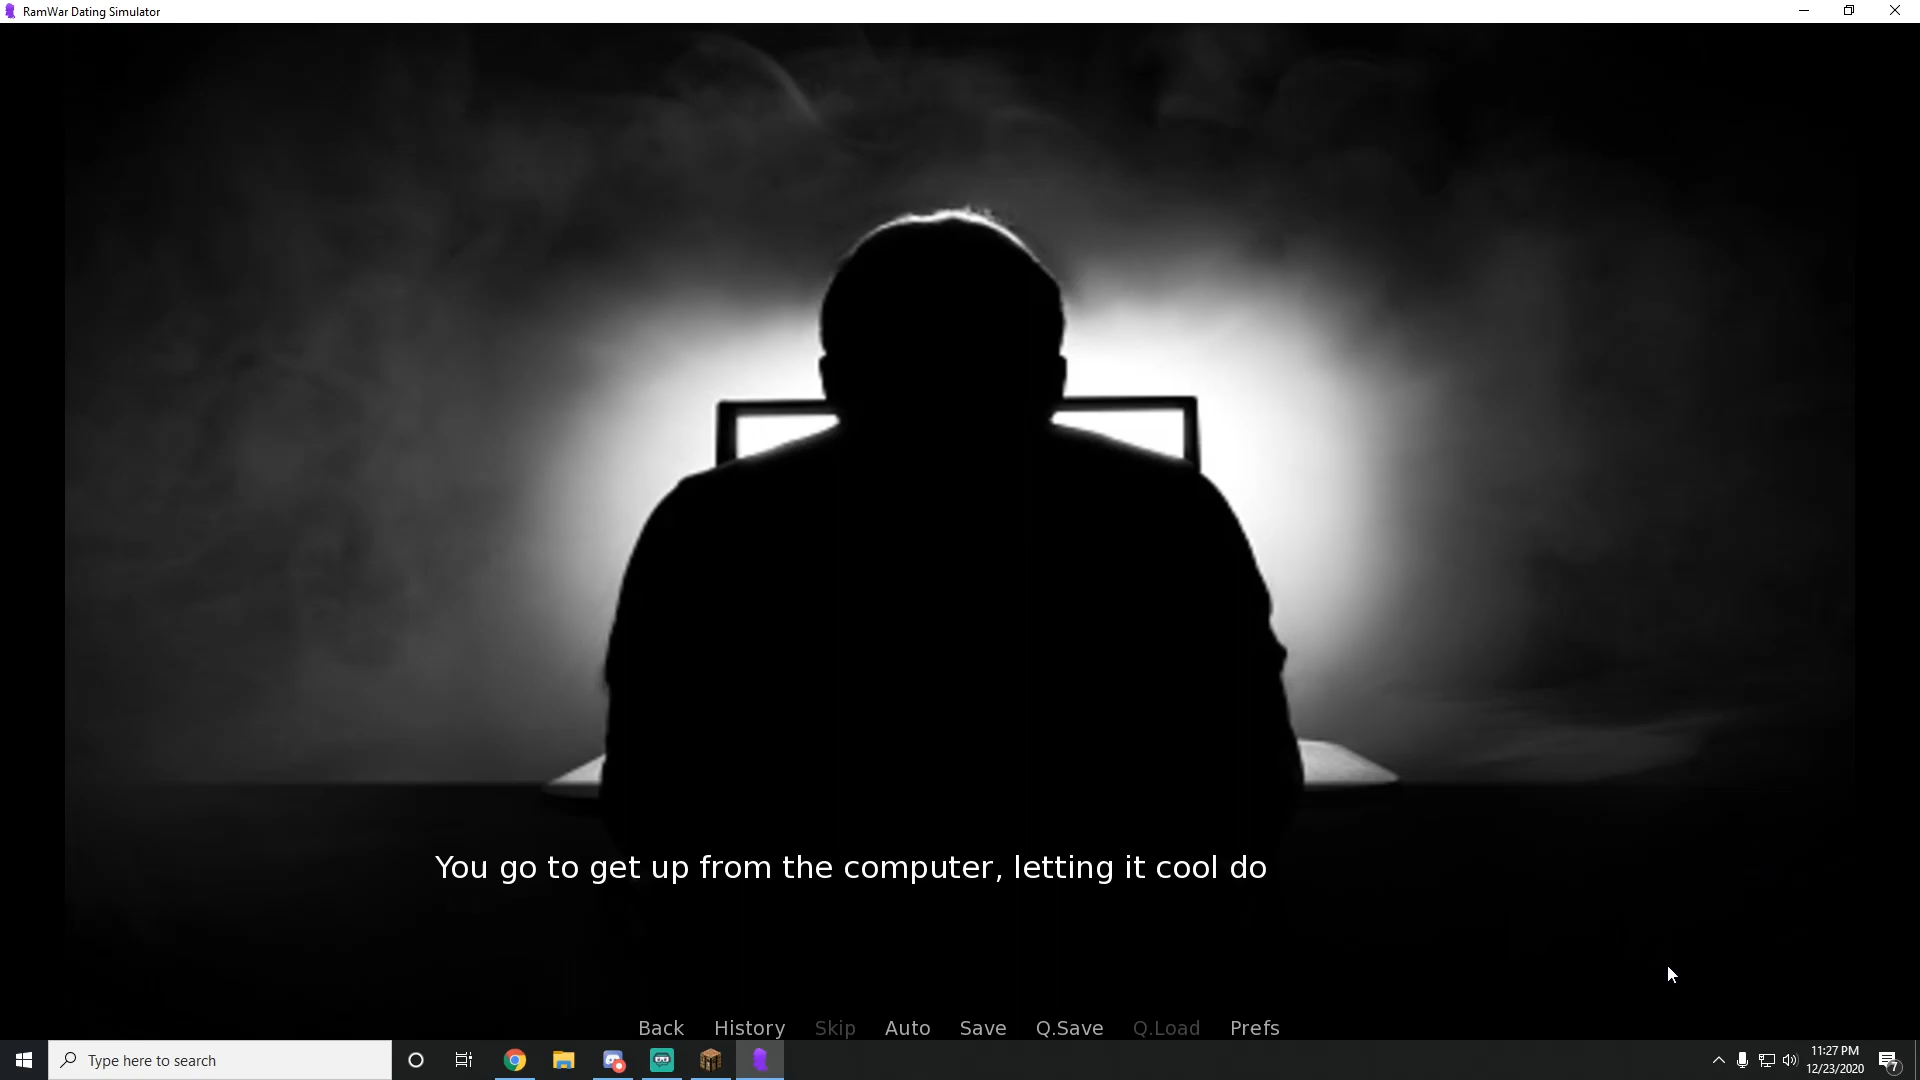 RamWar Dating Simulator
You go to get up from the computer, letting it cool do
Back History Skip Auto Save Q.Save Q.Load Prefs
Type here to search
11:27 PM
12/23/2020
7